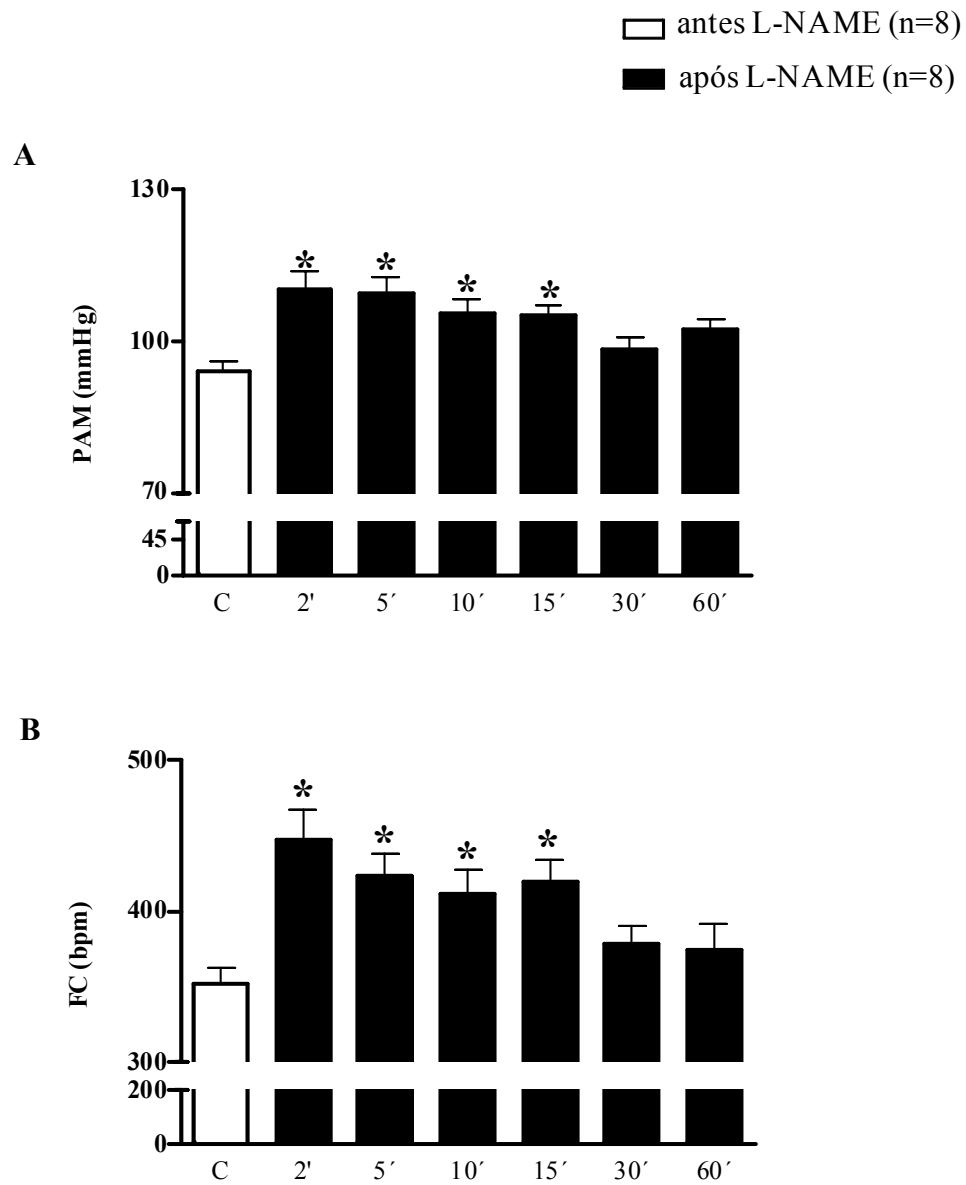 antes L-NAME (n=8)
após L-NAME (n=8)
A
130
100
70
45
0
PAM (mmHg)
* * * *
C 2' 5´ 10´ 15´ 30´ 60´
B
500
400
300
200
0
FC (bpm)
* * * *
C 2' 5´ 10´ 15´ 30´ 60´